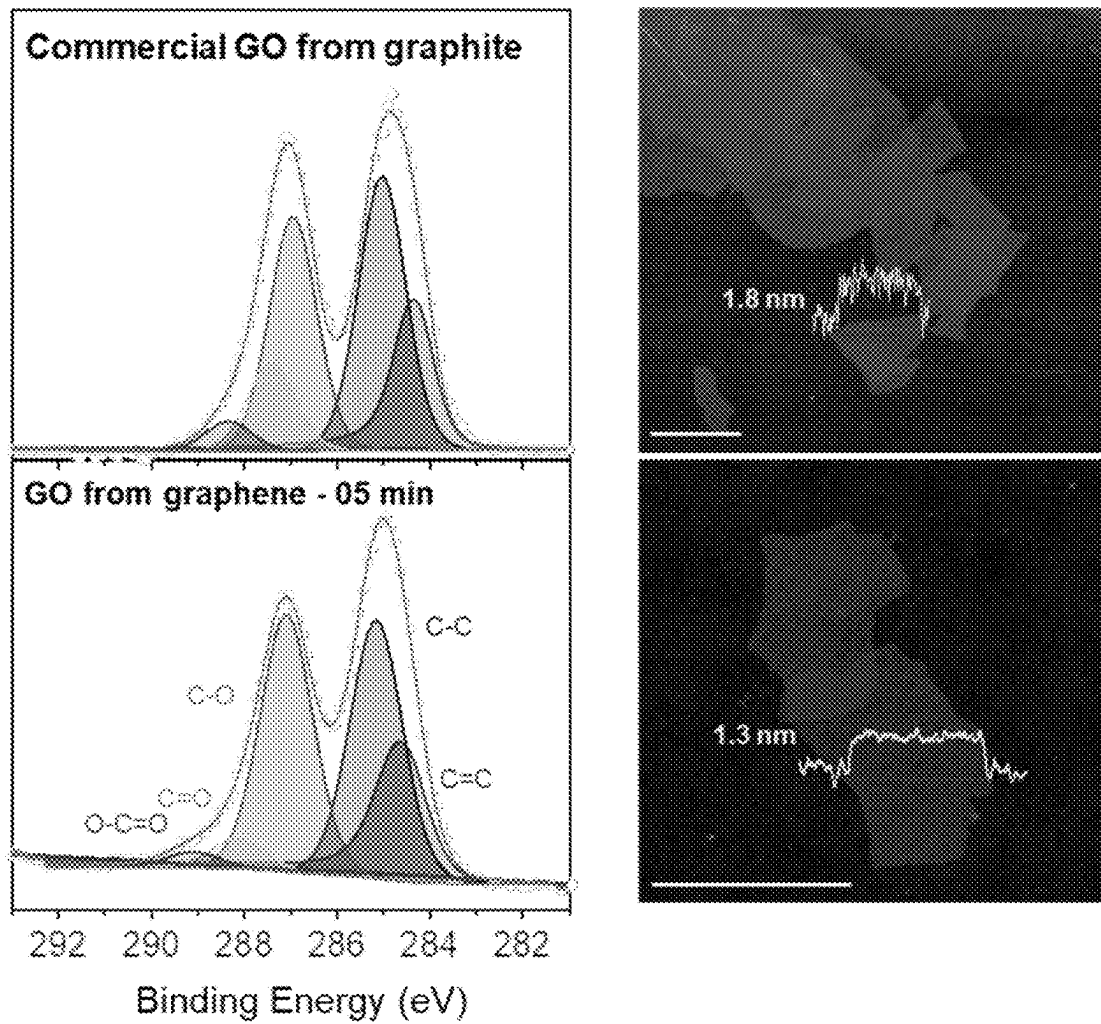 Commercial GO from graphite
1.8 nm
GO from graphene - 05 min
C-C
C-O
C=C
C=O
O-C=O
1.3 nm
292 290 288 286 284 282
Binding Energy (eV)